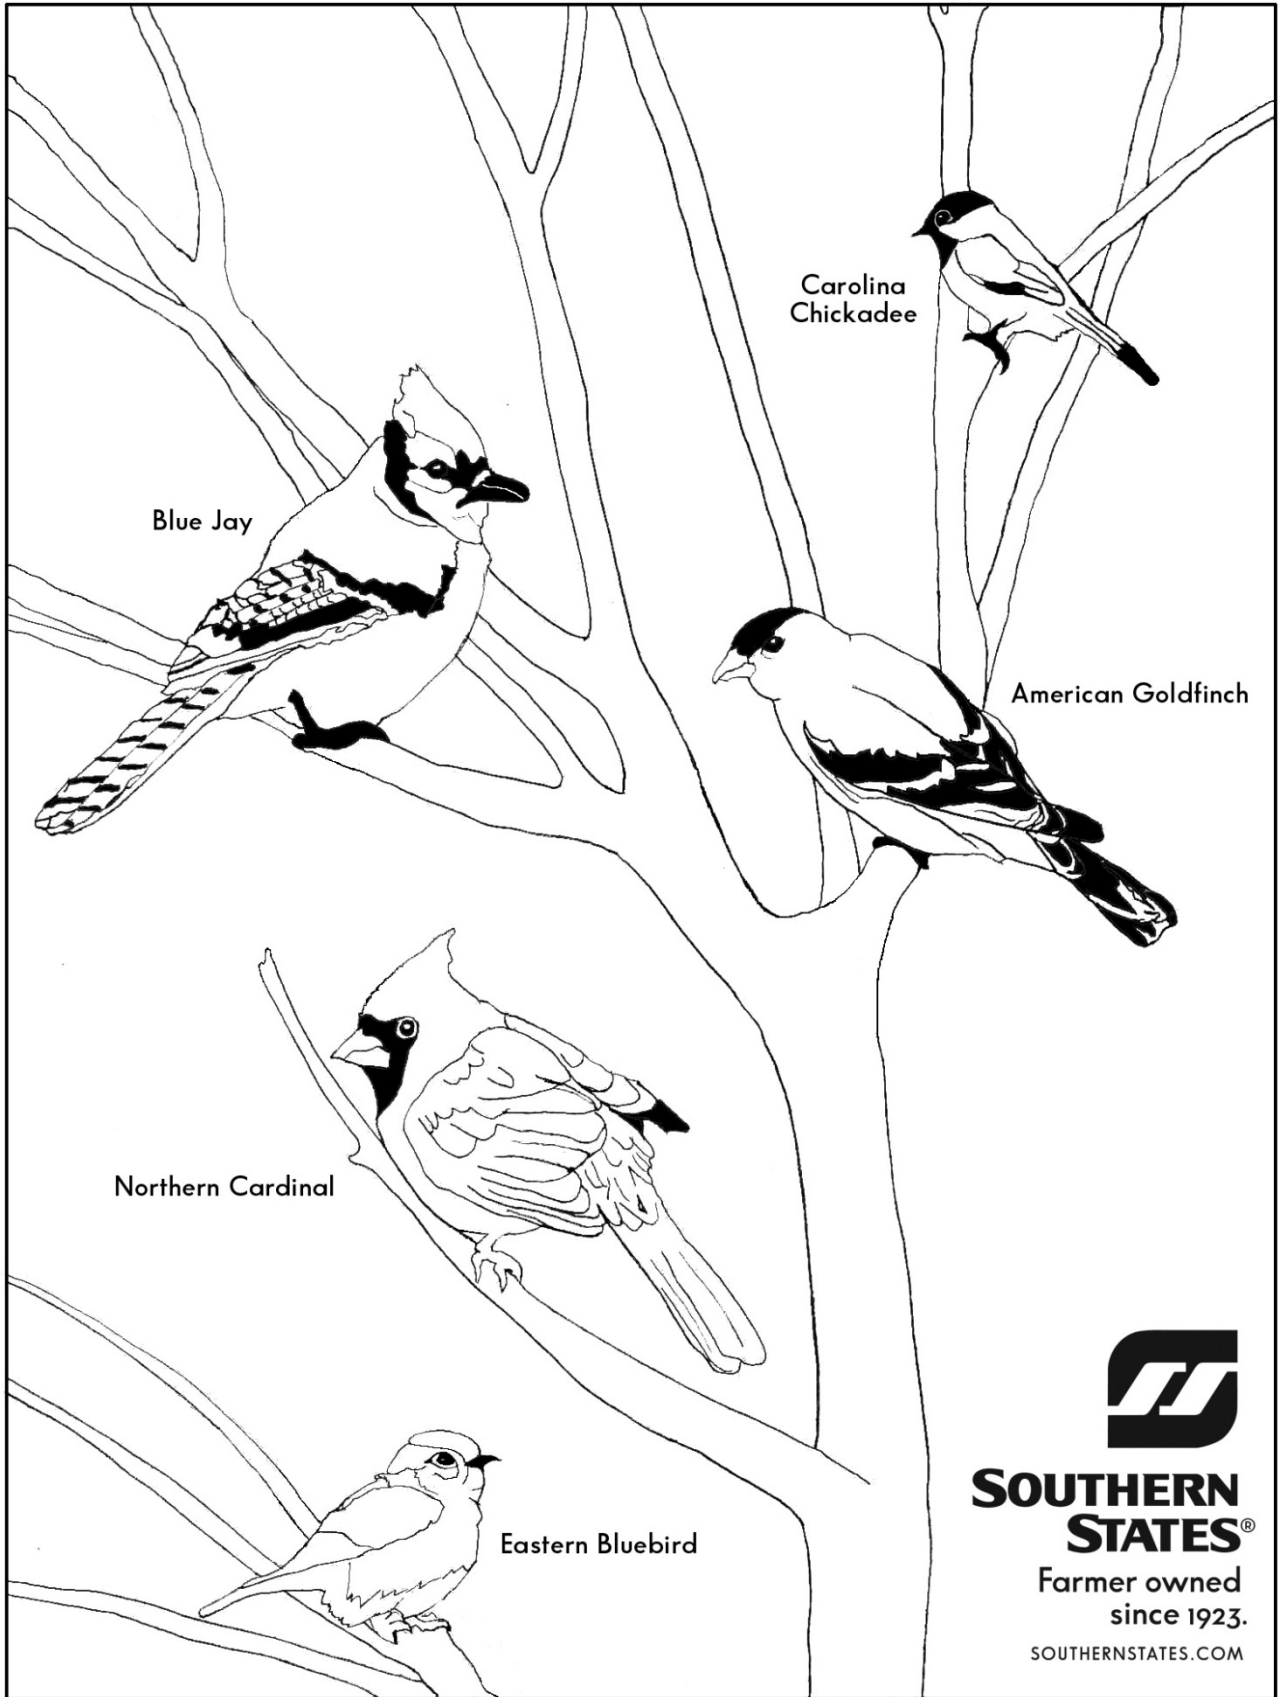 Carolina
Chickadee
Blue Jay
American Goldfinch
Northern Cardinal
Eastern Bluebird
SOUTHERN
STATES®
Farmer owned
since 1923.
SOUTHERNSTATES.COM